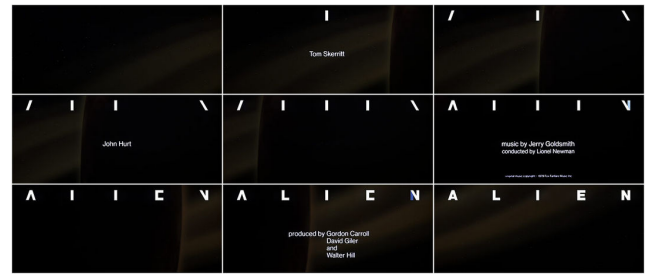 I
Tom Skerritt
/ I \
/ I I \
John Hurt
/ I I I \
Λ I I I \
music by Jerry Goldsmith
conducted by Lionel Newman
Λ I I C V
Λ L I C N
produced by Gordon Carroll
David Giler
and
Walter Hill
A L I E N